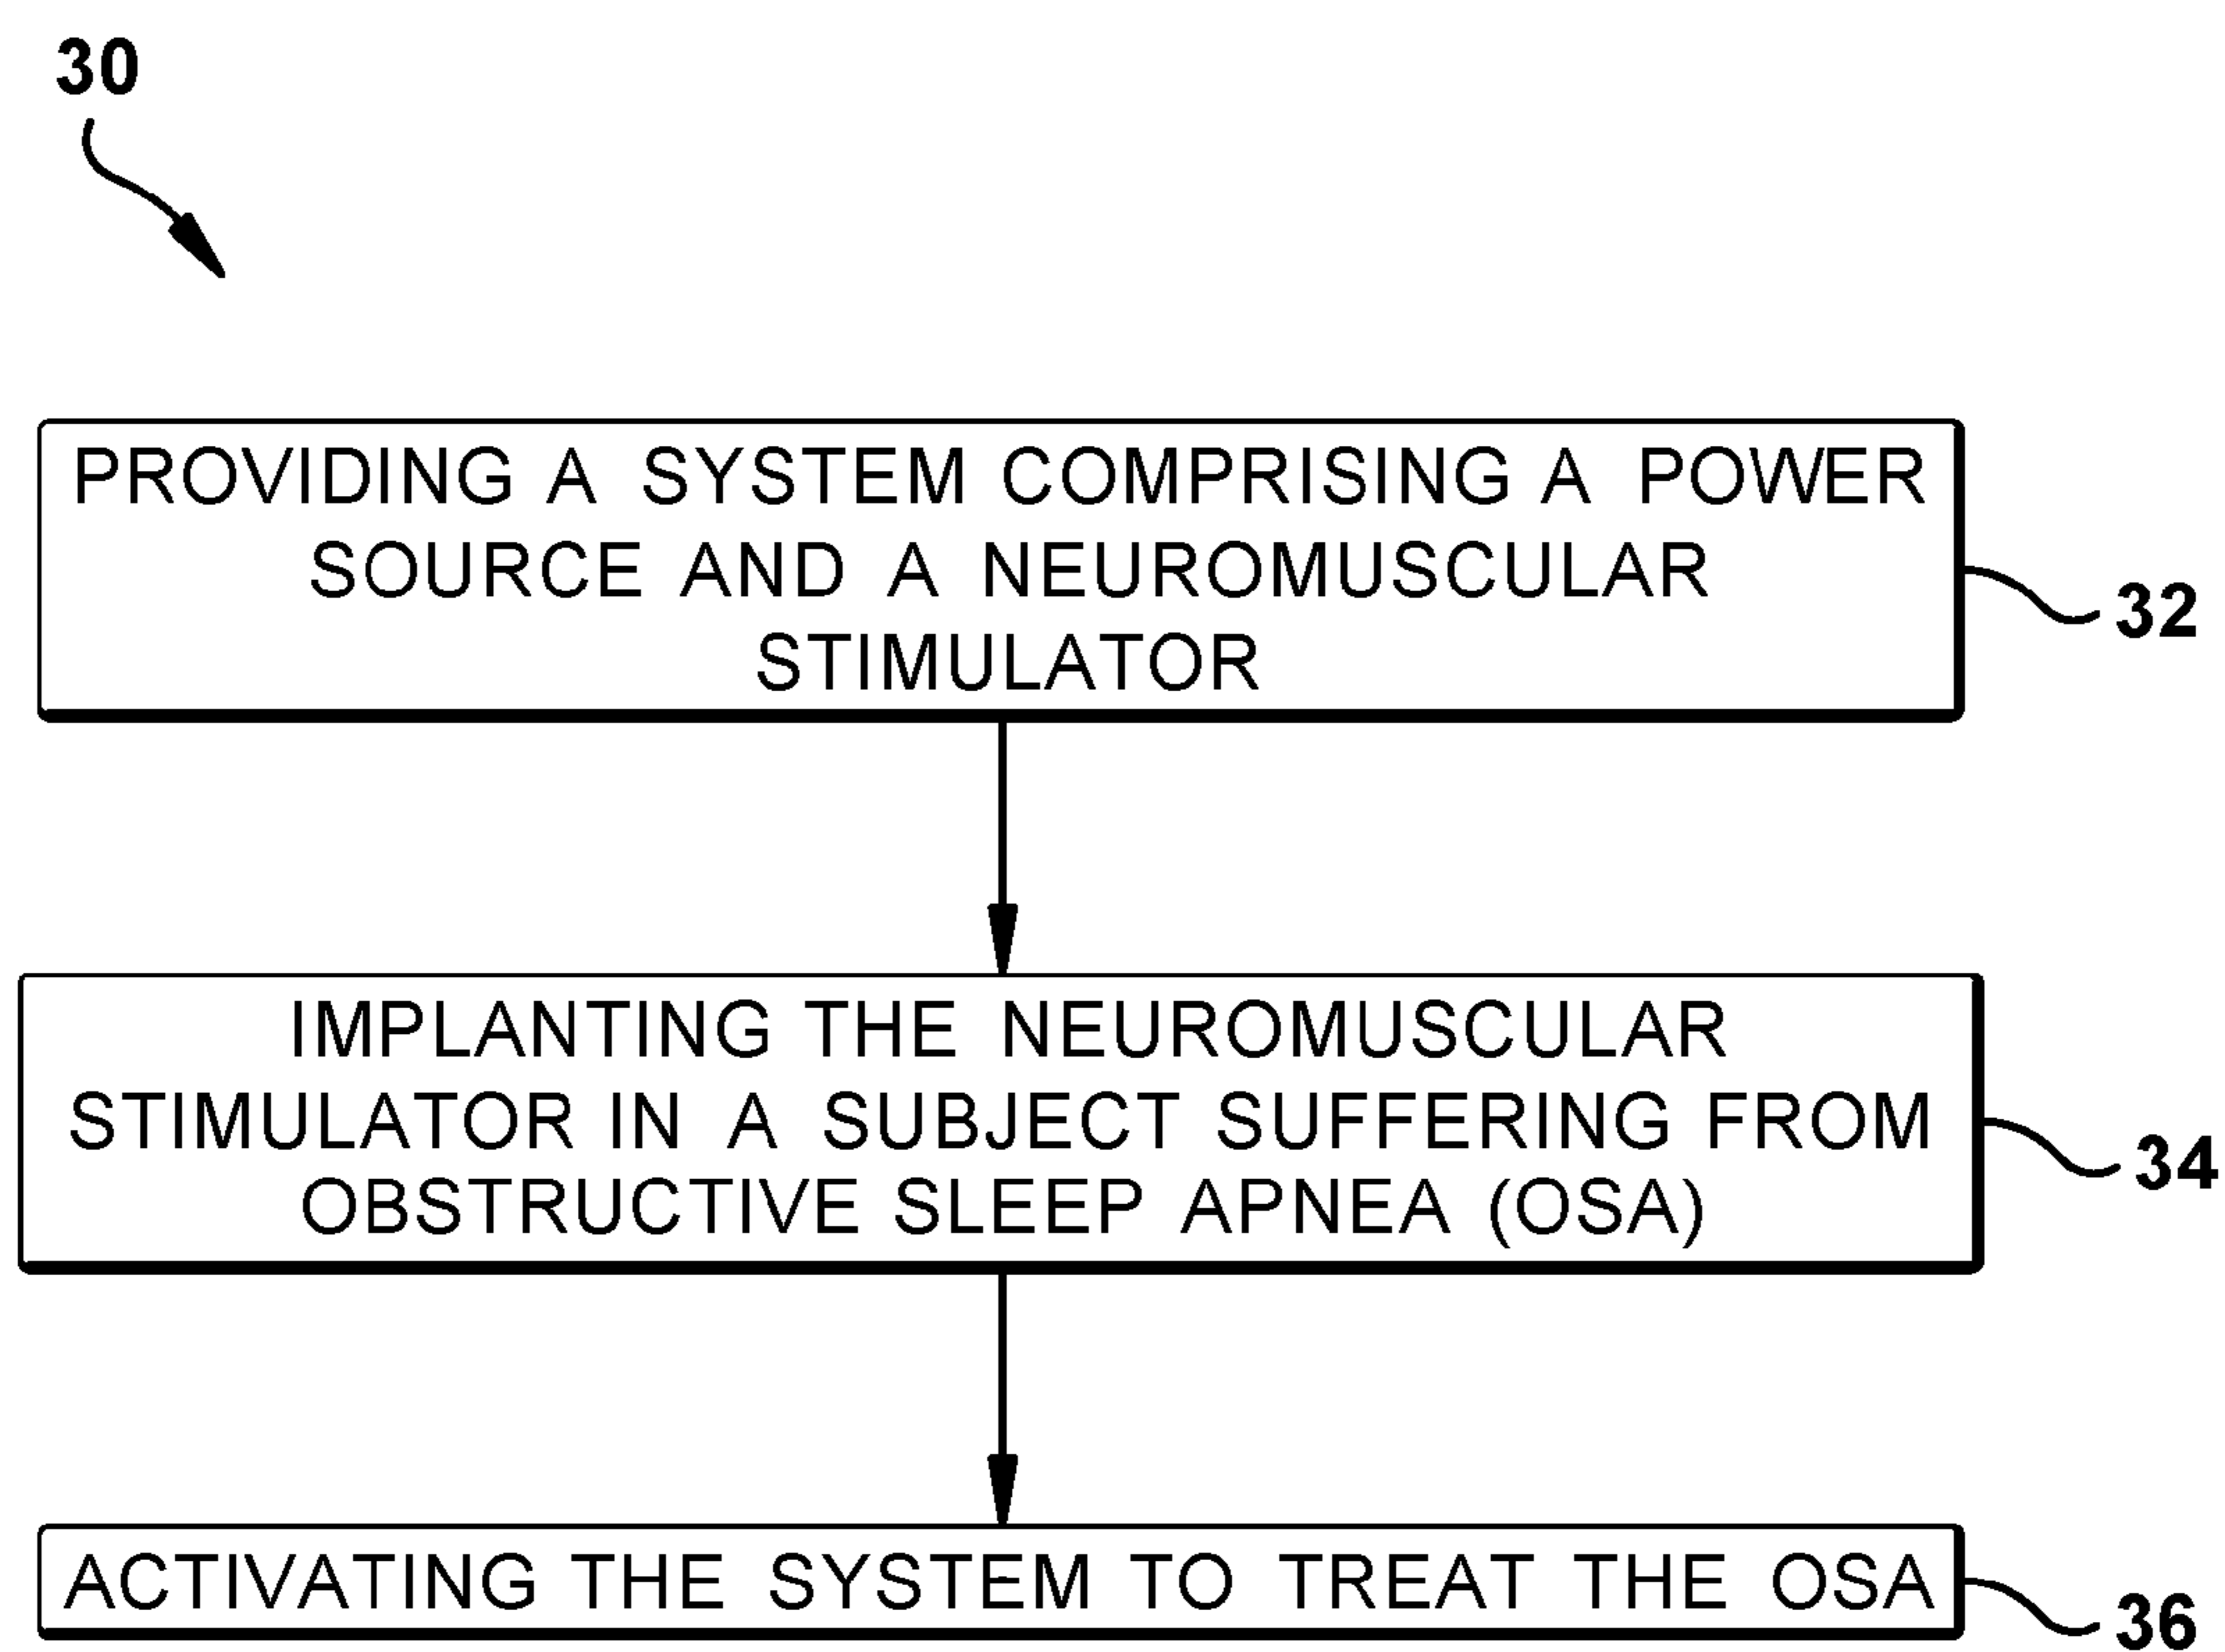 30
PROVIDING A SYSTEM COMPRISING A POWER
SOURCE AND A NEUROMUSCULAR
STIMULATOR
32
IMPLANTING THE NEUROMUSCULAR
STIMULATOR IN A SUBJECT SUFFERING FROM
OBSTRUCTIVE SLEEP APNEA (OSA)
34
ACTIVATING THE SYSTEM TO TREAT THE OSA
36